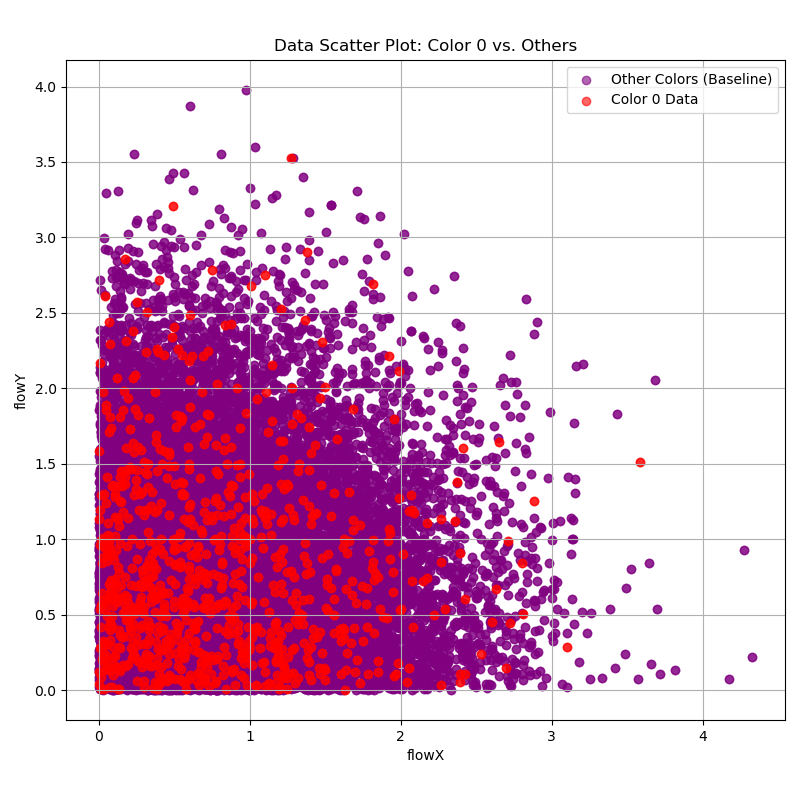 Data Scatter Plot: Color 0 vs. Others
Other Colors (Baseline)
Color 0 Data
4.0
3.5
3.0
2.5
2.0
1.5
1.0
0.5
0.0
flowY
0 1 2 3 4
flowX